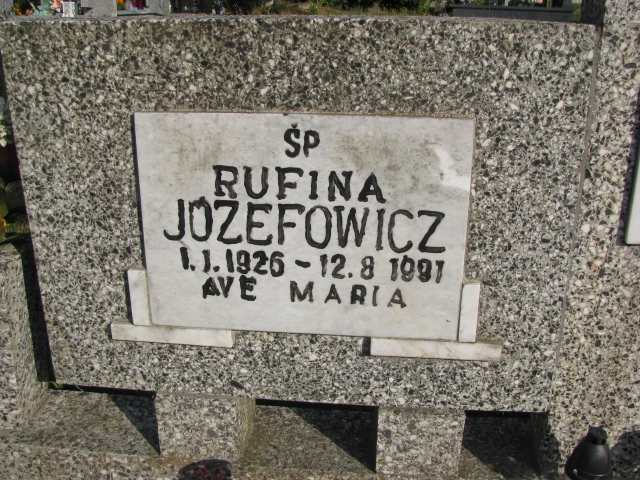 ŚP
RUFINA
JÓZEFOWICZ
1.1.1926 - 12.8 1991
AVE MARIA